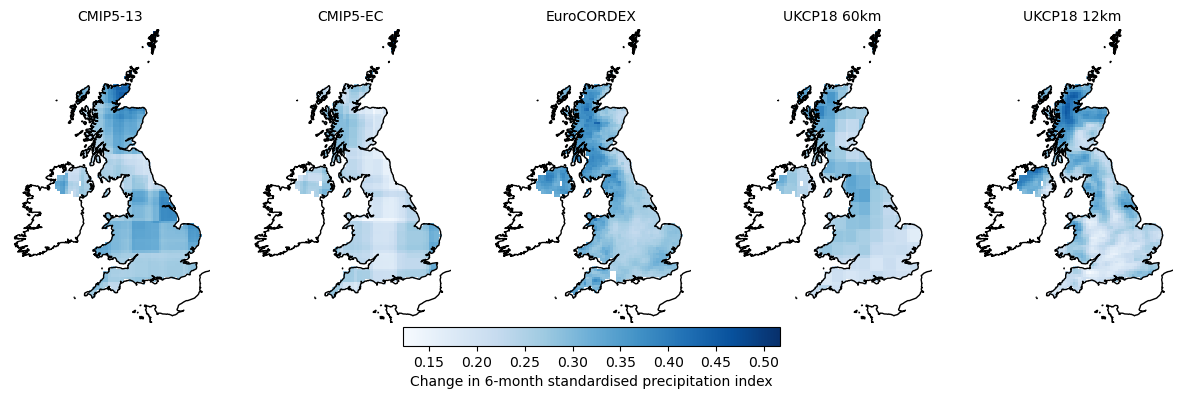 CMIP5-13 CMIP5-EC EuroCORDEX UKCP18 60km UKCP18 12km
0.15 0.20 0.25 0.30 0.35 0.40 0.45 0.50
Change in 6-month standardised precipitation index